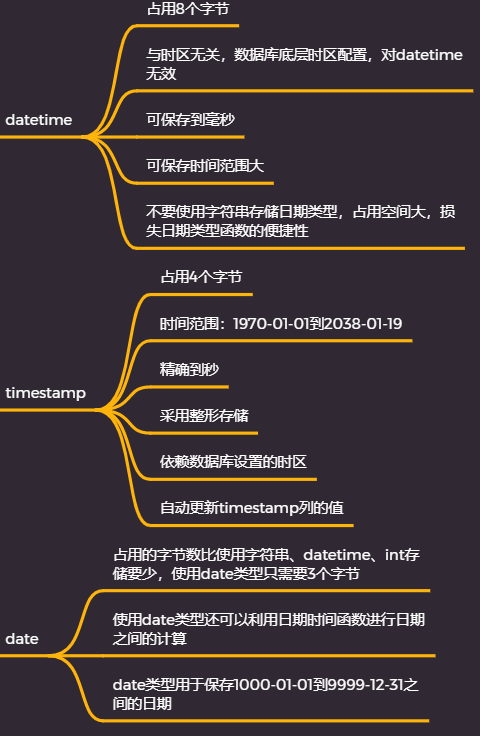 datetime
占用8个字节
与时区无关，数据库底层时区配置，对datetime
无效
可保存到毫秒
可保存时间范围大
不要使用字符串存储日期类型，占用空间大，损
失日期类型函数的便捷性
timestamp
占用4个字节
时间范围：1970-01-01到2038-01-19
精确到秒
采用整形存储
依赖数据库设置的时区
自动更新timestamp列的值
date
占用的字节数比使用字符串、datetime、int存
储要少，使用date类型只需要3个字节
使用date类型还可以利用日期时间函数进行日期
之间的计算
date类型用于保存1000-01-01到9999-12-31之
间的日期